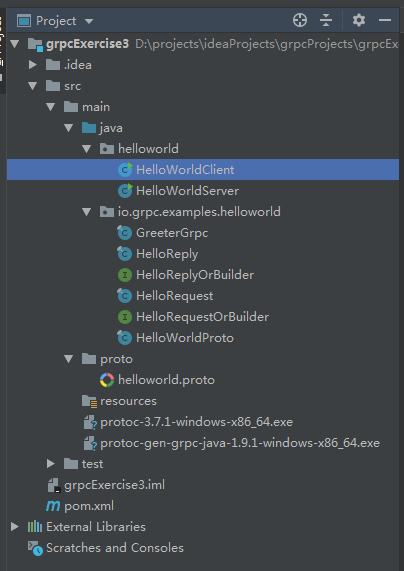 Project
grpcExercise3 D:\projects\ideaProjects\grpcProjects\grpcEx
.idea
src
main
java
helloworld
HelloWorldClient
HelloWorldServer
io.grpc.examples.helloworld
GreeterGrpc
HelloReply
HelloReplyOrBuilder
HelloRequest
HelloRequestOrBuilder
HelloWorldProto
proto
helloworld.proto
resources
protoc-3.7.1-windows-x86_64.exe
protoc-gen-grpc-java-1.9.1-windows-x86_64.exe
test
grpcExercise3.iml
pom.xml
External Libraries
Scratches and Consoles